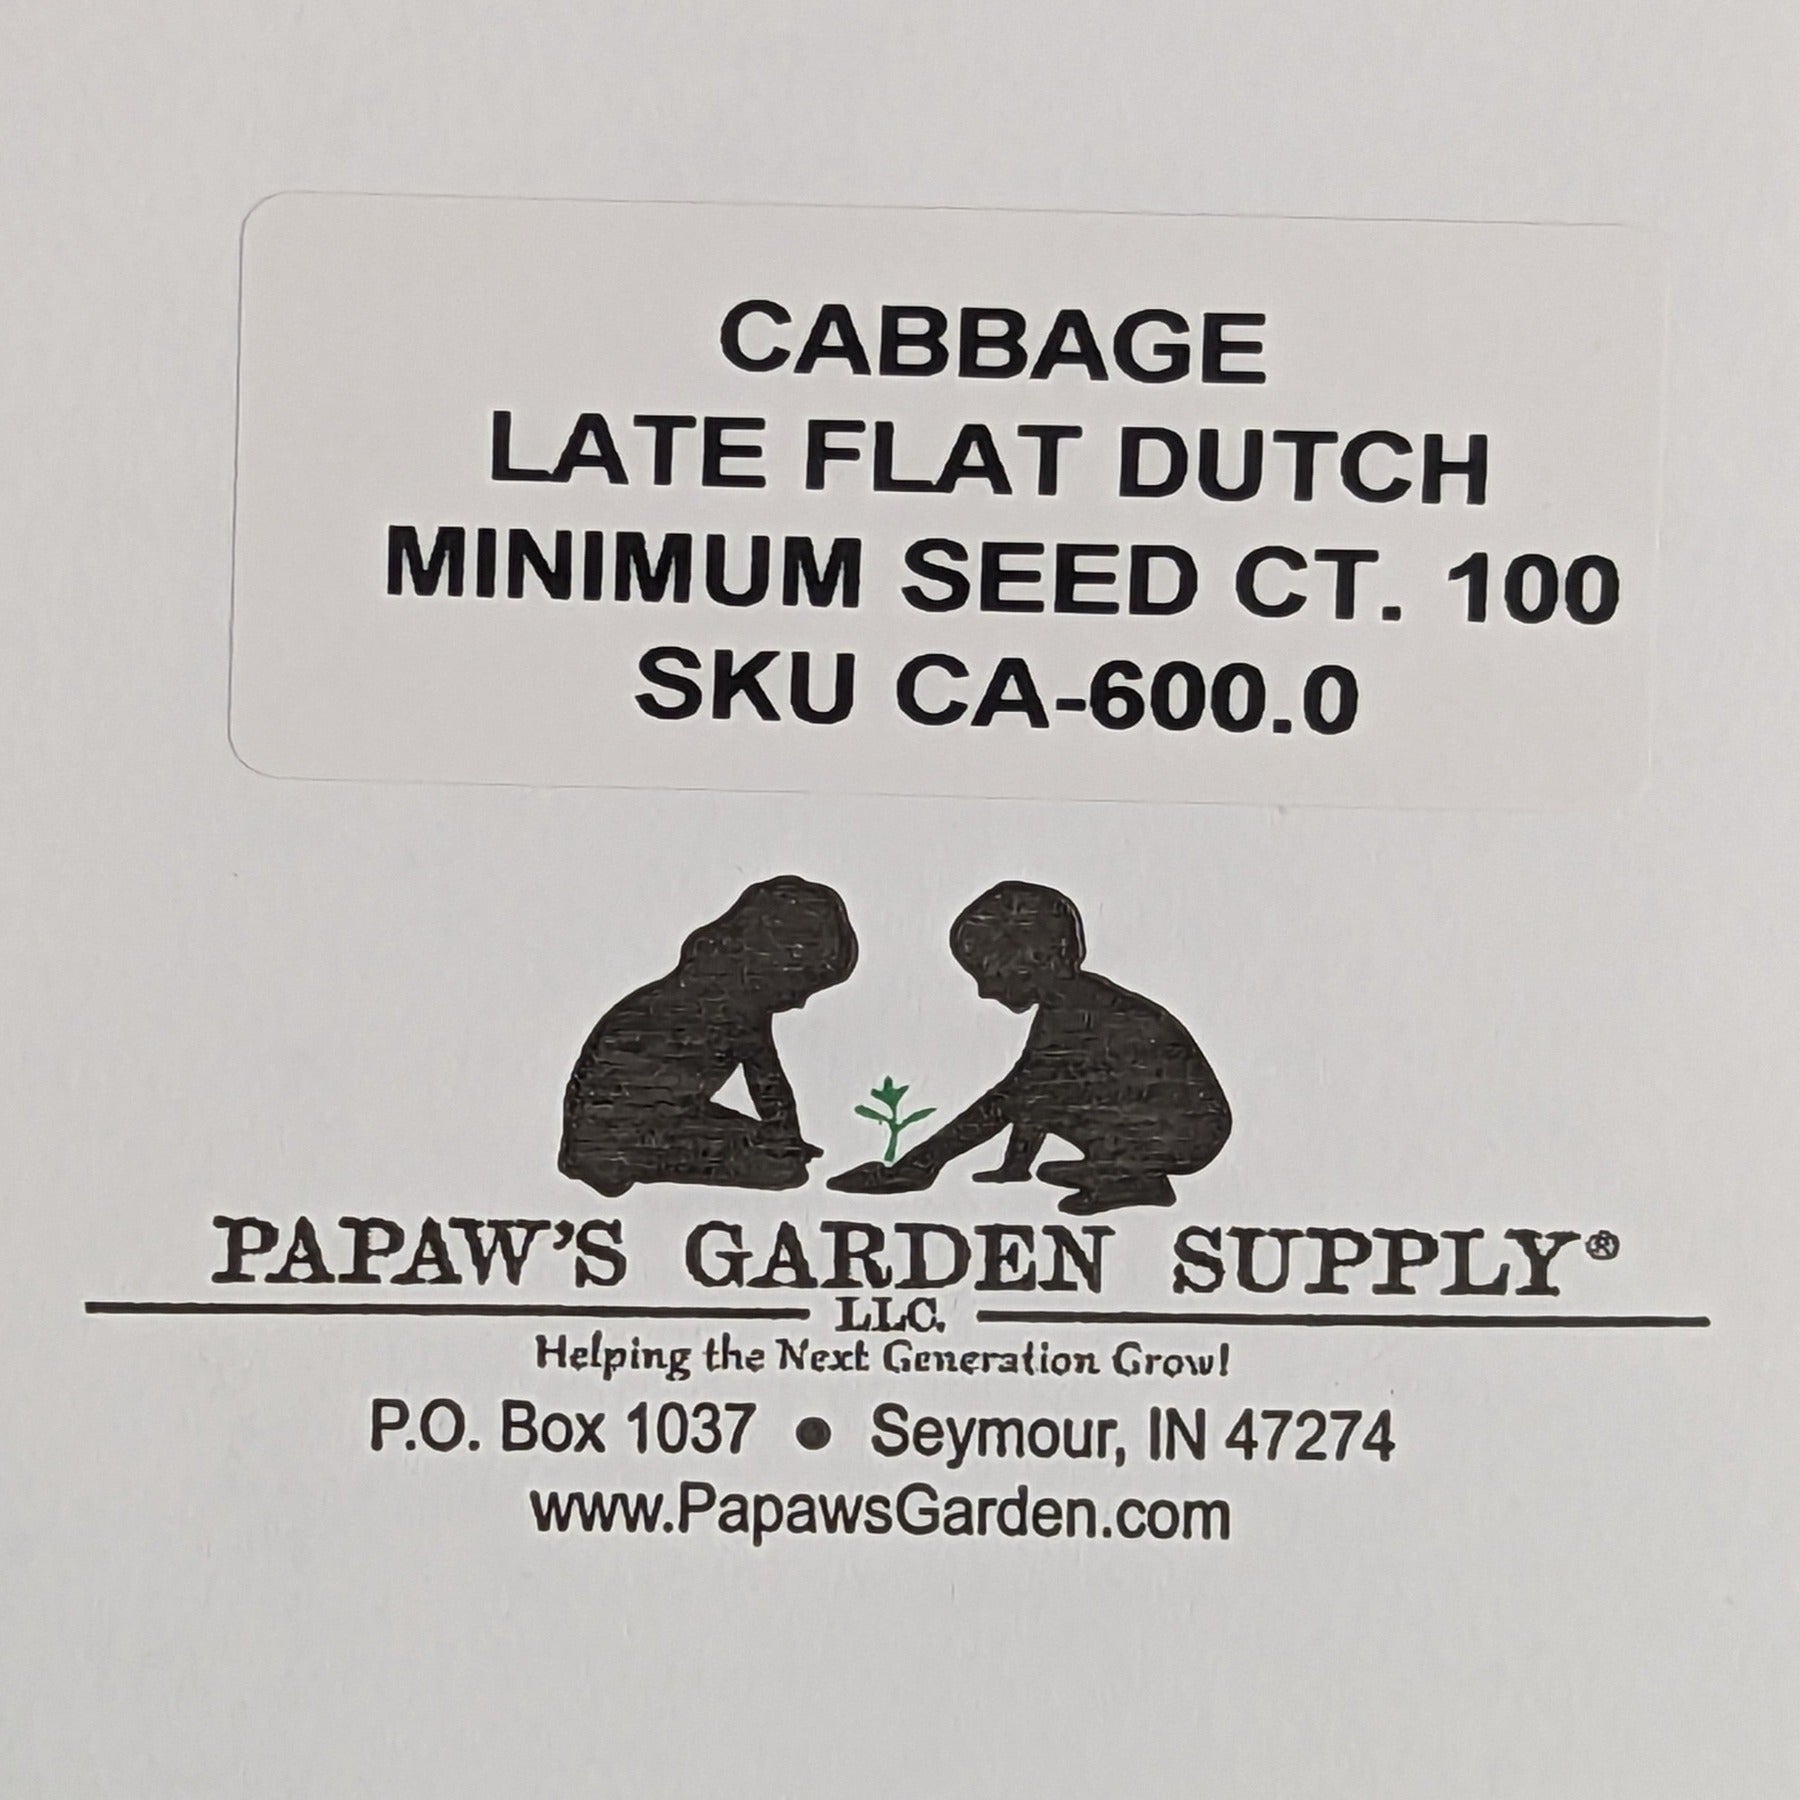 CABBAGE
LATE FLAT DUTCH
MINIMUM SEED CT. 100
SKU CA-600.0
PAPAW'S GARDEN SUPPLY®
LLC.
Helping the Next Generation Grow!
P.O. Box 1037 ● Seymour, IN 47274
www.PapawsGarden.com